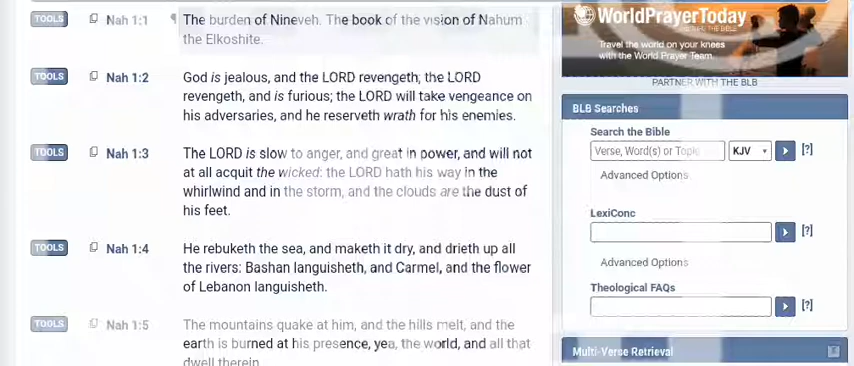 WorldPrayerToday
Travel the world on your knees
with the World Prayer Team.
PARTNER WITH THE BLB
TOOLS Nah 1:1 ¶ The burden of Nineveh. The book of the vision of Nahum
the Elkoshite.
TOOLS Nah 1:2 God is jealous, and the LORD revengeth; the LORD
revengeth, and is furious; the LORD will take vengeance on
his adversaries, and he reserveth wrath for his enemies.
TOOLS Nah 1:3 The LORD is slow to anger, and great in power, and will not
at all acquit the wicked: the LORD hath his way in the
whirlwind and in the storm, and the clouds are the dust of
his feet.
TOOLS Nah 1:4 He rebuketh the sea, and maketh it dry, and drieth up all
the rivers: Bashan languisheth, and Carmel, and the flower
of Lebanon languisheth.
TOOLS Nah 1:5 The mountains quake at him, and the hills melt, and the
earth is burned at his presence, yea, the world, and all that
dwell therein.
BLB Searches
Search the Bible
Verse, Word(s) or Topic KJV [?]
Advanced Options
LexiConc
[?]
Advanced Options
Theological FAQs
[?]
Multi-Verse Retrieval